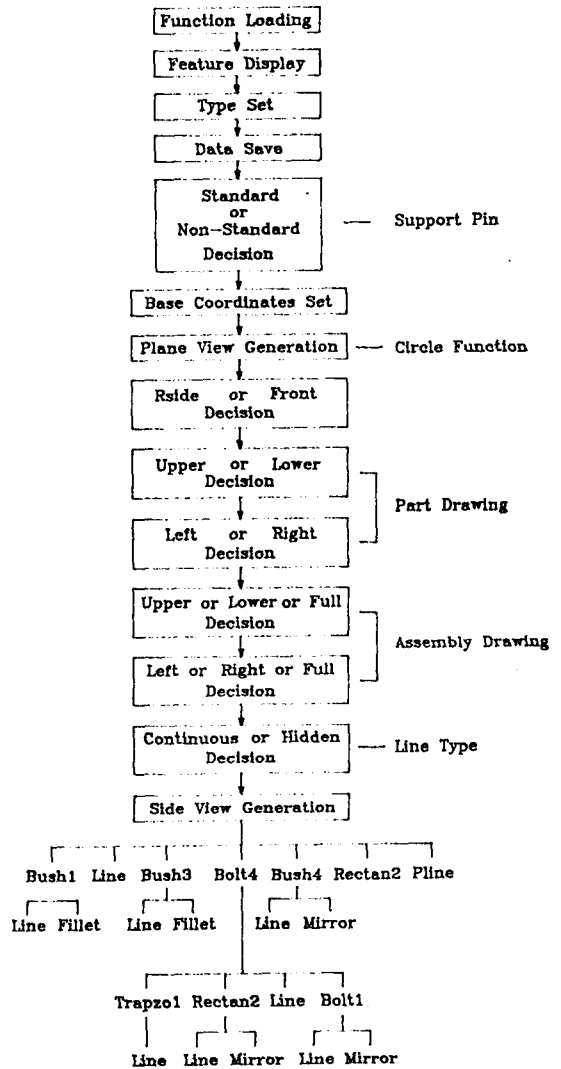 Function Loading
Feature Display
Type Set
Data Save
Standard
or
Non-Standard
Decision
Support Pin
Base Coordinates Set
Plane View Generation
Circle Function
Rside or Front
Decision
Upper or Lower
Decision
Part Drawing
Left or Right
Decision
Upper or Lower or Full
Decision
Assembly Drawing
Left or Right or Full
Decision
Continuous or Hidden
Decision
Line Type
Side View Generation
Bush1 Line Bush3 Bolt4 Bush4 Rectan2 Pline
Line Fillet Line Fillet Line Mirror
Trapzo1 Rectan2 Line Bolt1
Line Line Mirror Line Mirror